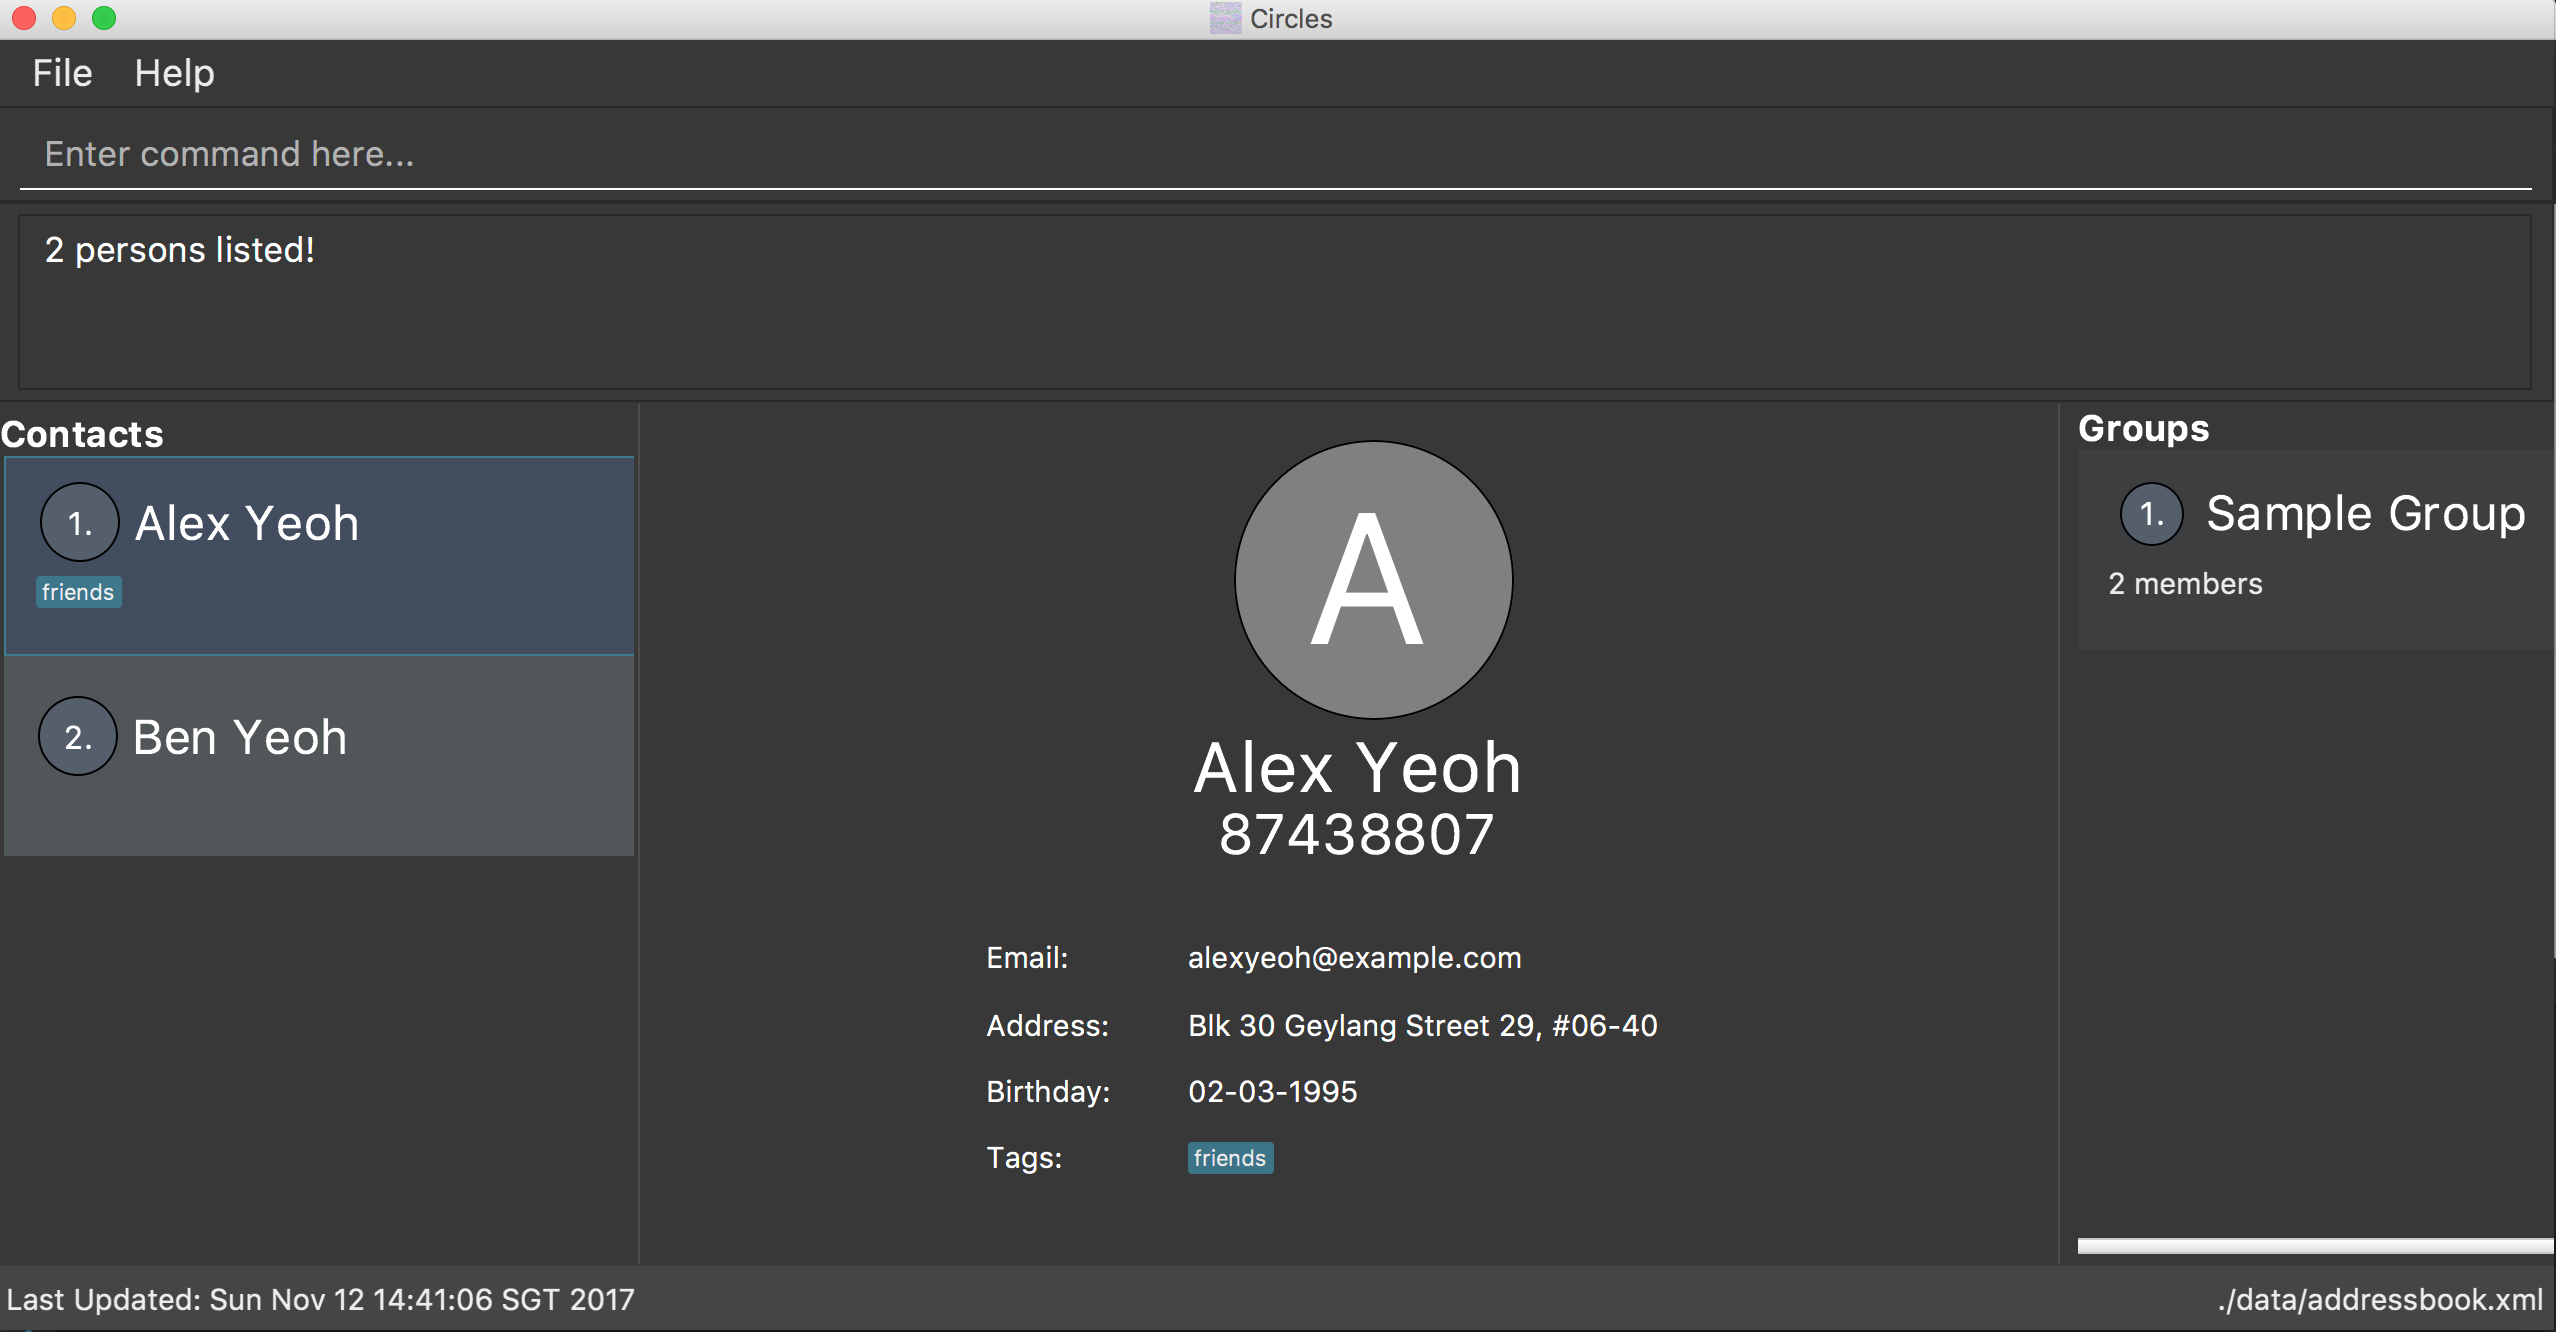 Circles
File Help
Enter command here...
2 persons listed!
Contacts
1. Alex Yeoh
friends
2. Ben Yeoh
A
Alex Yeoh
87438807
Email: alexyeoh@example.com
Address: Blk 30 Geylang Street 29, #06-40
Birthday: 02-03-1995
Tags: friends
Groups
1. Sample Group
2 members
Last Updated: Sun Nov 12 14:41:06 SGT 2017
./data/addressbook.xml